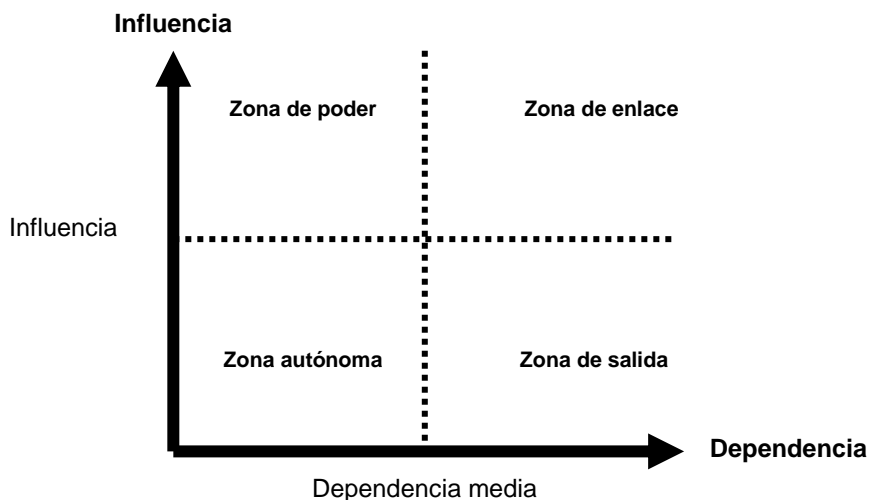 Influencia
Zona de poder
Zona de enlace
Influencia
Zona autónoma
Zona de salida
Dependencia
Dependencia media